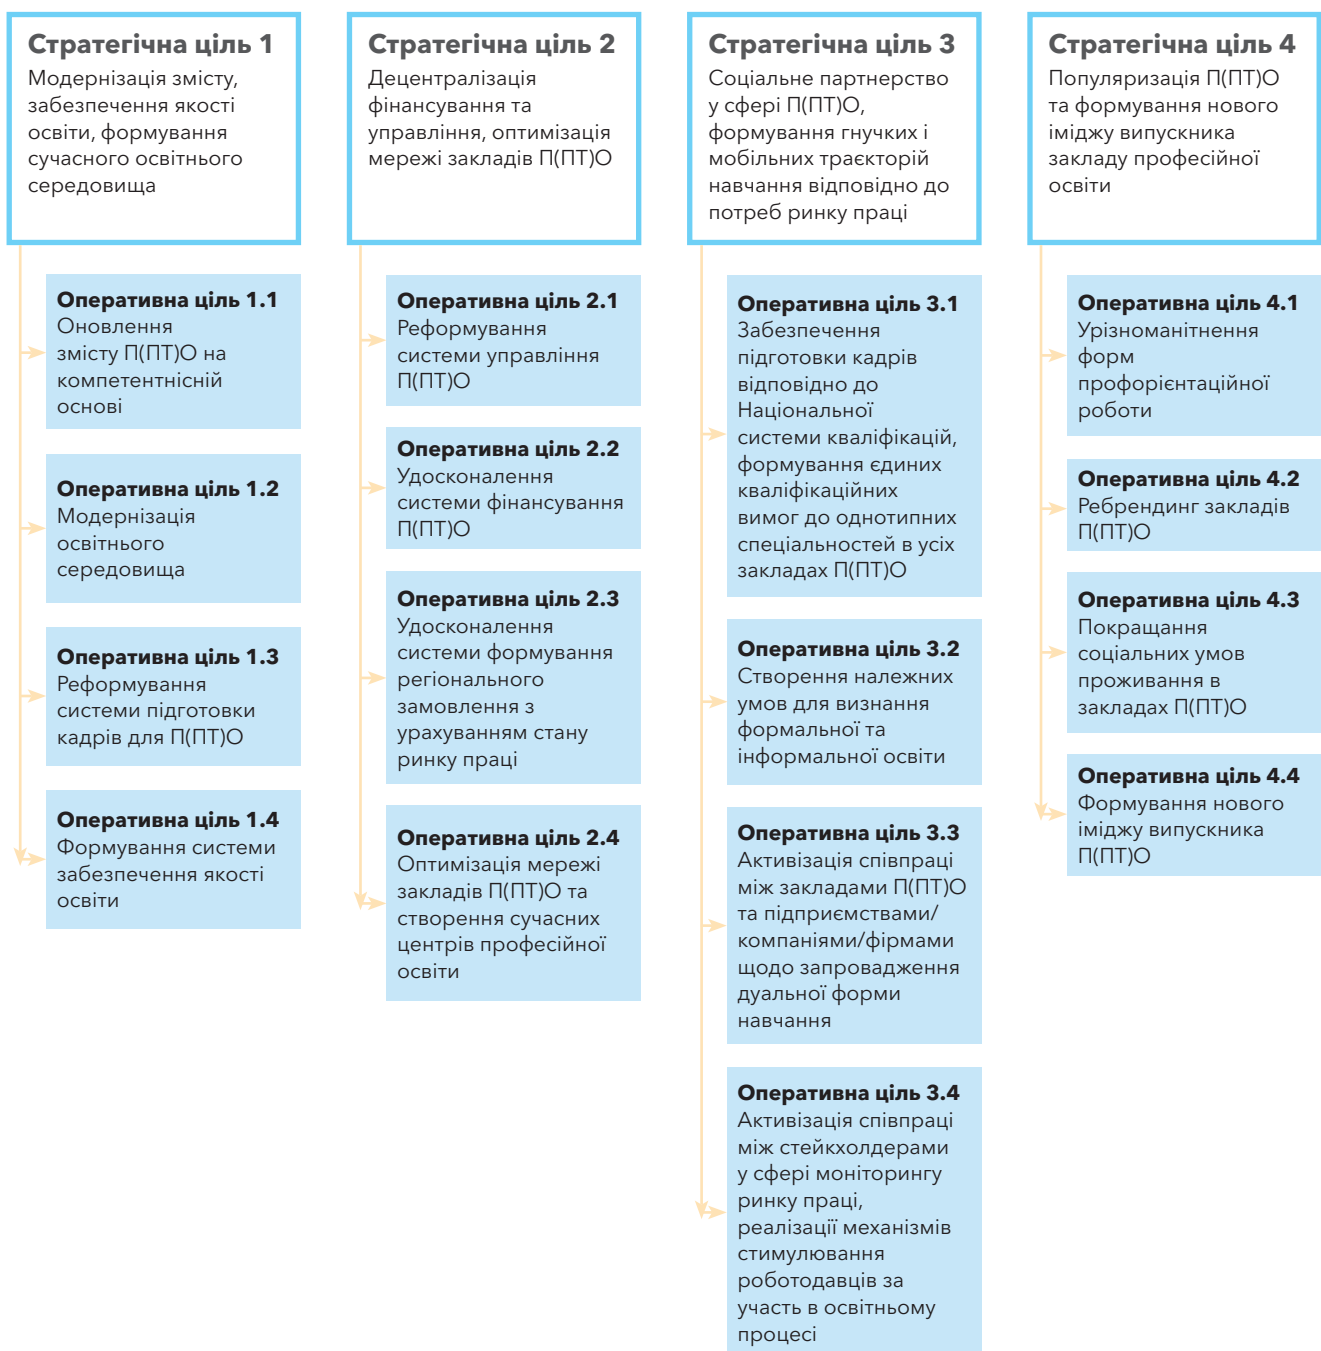 Стратегічна ціль 1
Модернізація змісту,
забезпечення якості
освіти, формування
сучасного освітнього
середовища
Оперативна ціль 1.1
Оновлення
змісту П(ПТ)О на
компетентнісній
основі
Оперативна ціль 1.2
Модернізація
освітнього
середовища
Оперативна ціль 1.3
Реформування
системи підготовки
кадрів для П(ПТ)О
Оперативна ціль 1.4
Формування системи
забезпечення якості
освіти
Стратегічна ціль 2
Децентралізація
фінансування та
управління, оптимізація
мережі закладів П(ПТ)О
Оперативна ціль 2.1
Реформування
системи управління
П(ПТ)О
Оперативна ціль 2.2
Удосконалення
системи фінансування
П(ПТ)О
Оперативна ціль 2.3
Удосконалення
системи формування
регіонального
замовлення з
урахуванням стану
ринку праці
Оперативна ціль 2.4
Оптимізація мережі
закладів П(ПТ)О та
створення сучасних
центрів професійної
освіти
Стратегічна ціль 3
Соціальне партнерство
у сфері П(ПТ)О,
формування гнучких і
мобільних траєкторій
навчання відповідно до
потреб ринку праці
Оперативна ціль 3.1
Забезпечення
підготовки кадрів
відповідно до
Національної
системи кваліфікацій,
формування єдиних
кваліфікаційних
вимог до однотипних
спеціальностей в усіх
закладах П(ПТ)О
Оперативна ціль 3.2
Створення належних
умов для визнання
формальної та
інформальної освіти
Оперативна ціль 3.3
Активізація співпраці
між закладами П(ПТ)О
та підприємствами/
компаніями/фірмами
щодо запровадження
дуальної форми
навчання
Оперативна ціль 3.4
Активізація співпраці
між стейкхолдерами
у сфері моніторингу
ринку праці,
реалізації механізмів
стимулювання
роботодавців за
участь в освітньому
процесі
Стратегічна ціль 4
Популяризація П(ПТ)О
та формування нового
іміджу випускника
закладу професійної
освіти
Оперативна ціль 4.1
Урізноманітнення
форм
профорієнтаційної
роботи
Оперативна ціль 4.2
Ребрендинг закладів
П(ПТ)О
Оперативна ціль 4.3
Покращання
соціальних умов
проживання в
закладах П(ПТ)О
Оперативна ціль 4.4
Формування нового
іміджу випускника
П(ПТ)О